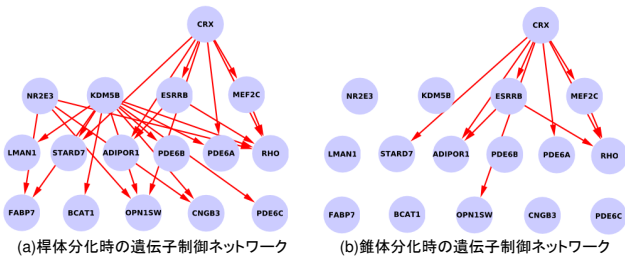 CRX
NR2E3
KDM5B
ESRRB
MEF2C
LMAN1
STARD7
ADIPOR1
PDE6B
PDE6A
RHO
FABP7
BCAT1
OPN1SW
CNGB3
PDE6C
(a)桿体分化時の遺伝子制御ネットワーク
CRX
NR2E3
KDM5B
ESRRB
MEF2C
LMAN1
STARD7
ADIPOR1
PDE6B
PDE6A
RHO
FABP7
BCAT1
OPN1SW
CNGB3
PDE6C
(b)錐体分化時の遺伝子制御ネットワーク